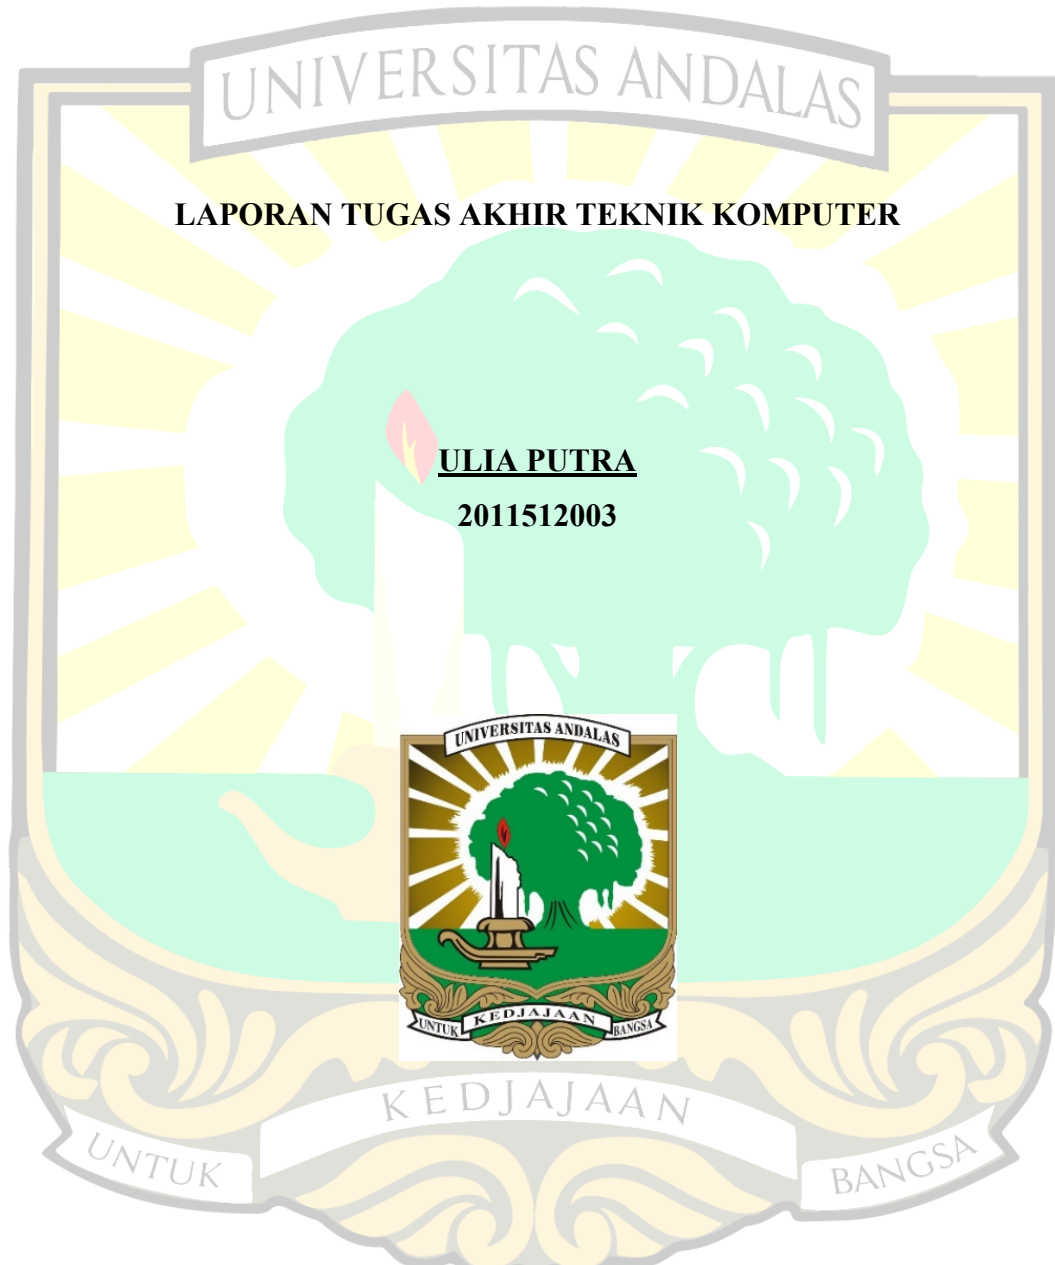 UNIVERSITAS ANDALAS
LAPORAN TUGAS AKHIR TEKNIK KOMPUTER
ULIA PUTRA
2011512003
UNIVERSITAS ANDALAS
UNTUK KEDJAJAAN BANGSA
UNTUK KEDJAJAAN BANGSA